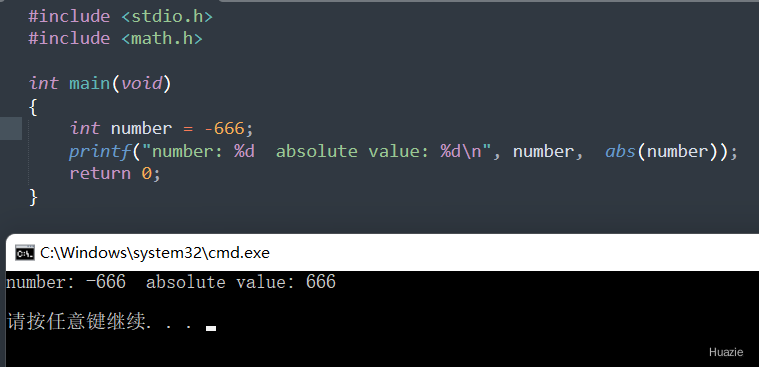 #include <stdio.h>
#include <math.h>
int main(void)
{
    int number = -666;
    printf("number: %d  absolute value: %d\n", number,  abs(number));
    return 0;
}
C:\Windows\system32\cmd.exe
number: -666  absolute value: 666
请按任意键继续. . .
Huazie